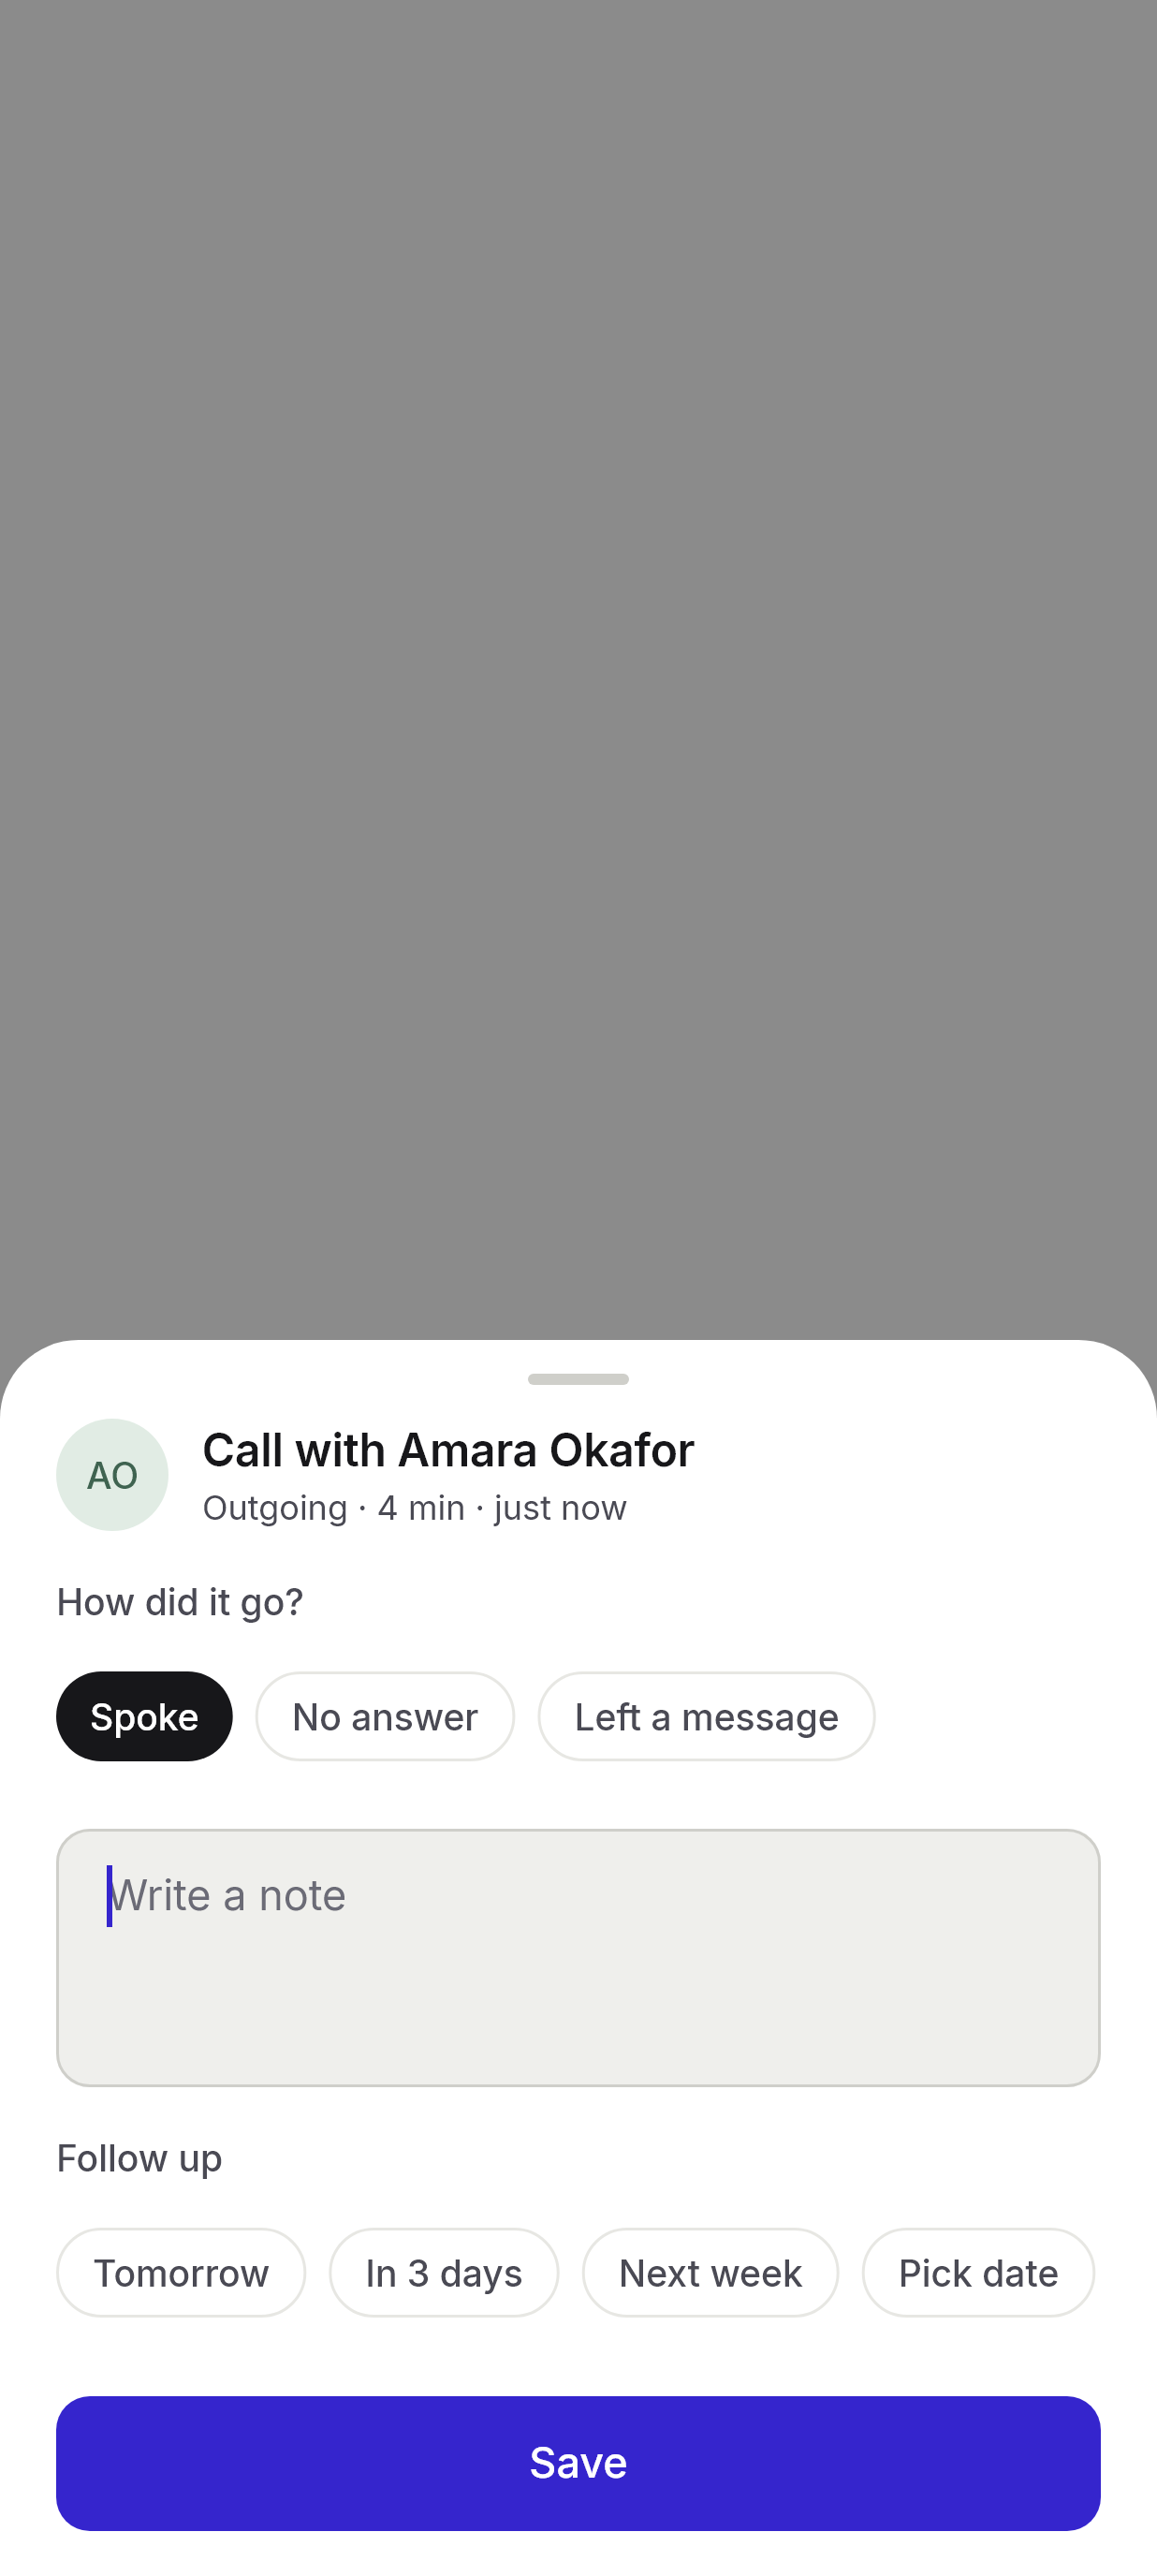 AO
Call with Amara Okafor
Outgoing · 4 min · just now
How did it go?
Spoke
No answer
Left a message
Write a note
Follow up
Tomorrow
In 3 days
Next week
Pick date
Save